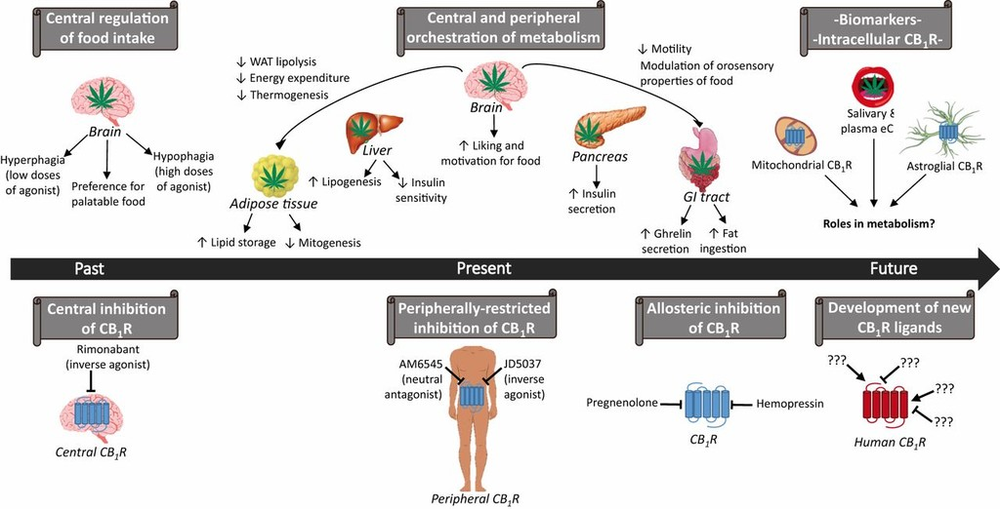 Central regulation
of food intake
Brain
Hyperphagia
(low doses
of agonist)
Preference for
palatable food
Hypophagia
(high doses
of agonist)
Central and peripheral
orchestration of metabolism
↓ WAT lipolysis
↓ Energy expenditure
↓ Thermogenesis
↓ Motility
Modulation of orosensory
properties of food
Brain
↑ Liking and
motivation for food
Liver
↑ Lipogenesis
↓ Insulin
sensitivity
Adipose tissue
↑ Lipid storage
↓ Mitogenesis
Pancreas
↑ Insulin
secretion
GI tract
↑ Ghrelin
secretion
↑ Fat
ingestion
-Biomarkers-
-Intracellular CB₁R-
Salivary &
plasma eC
Mitochondrial CB₁R
Astroglial CB₁R
Roles in metabolism?
Past
Present
Future
Central inhibition
of CB₁R
Rimonabant
(inverse agonist)
Central CB₁R
Peripherally-restricted
inhibition of CB₁R
AM6545
(neutral
antagonist)
JD5037
(inverse
agonist)
Peripheral CB₁R
Allosteric inhibition
of CB₁R
Pregnenolone
Hemopressin
CB₁R
Development of new
CB₁R ligands
???
???
???
???
Human CB₁R